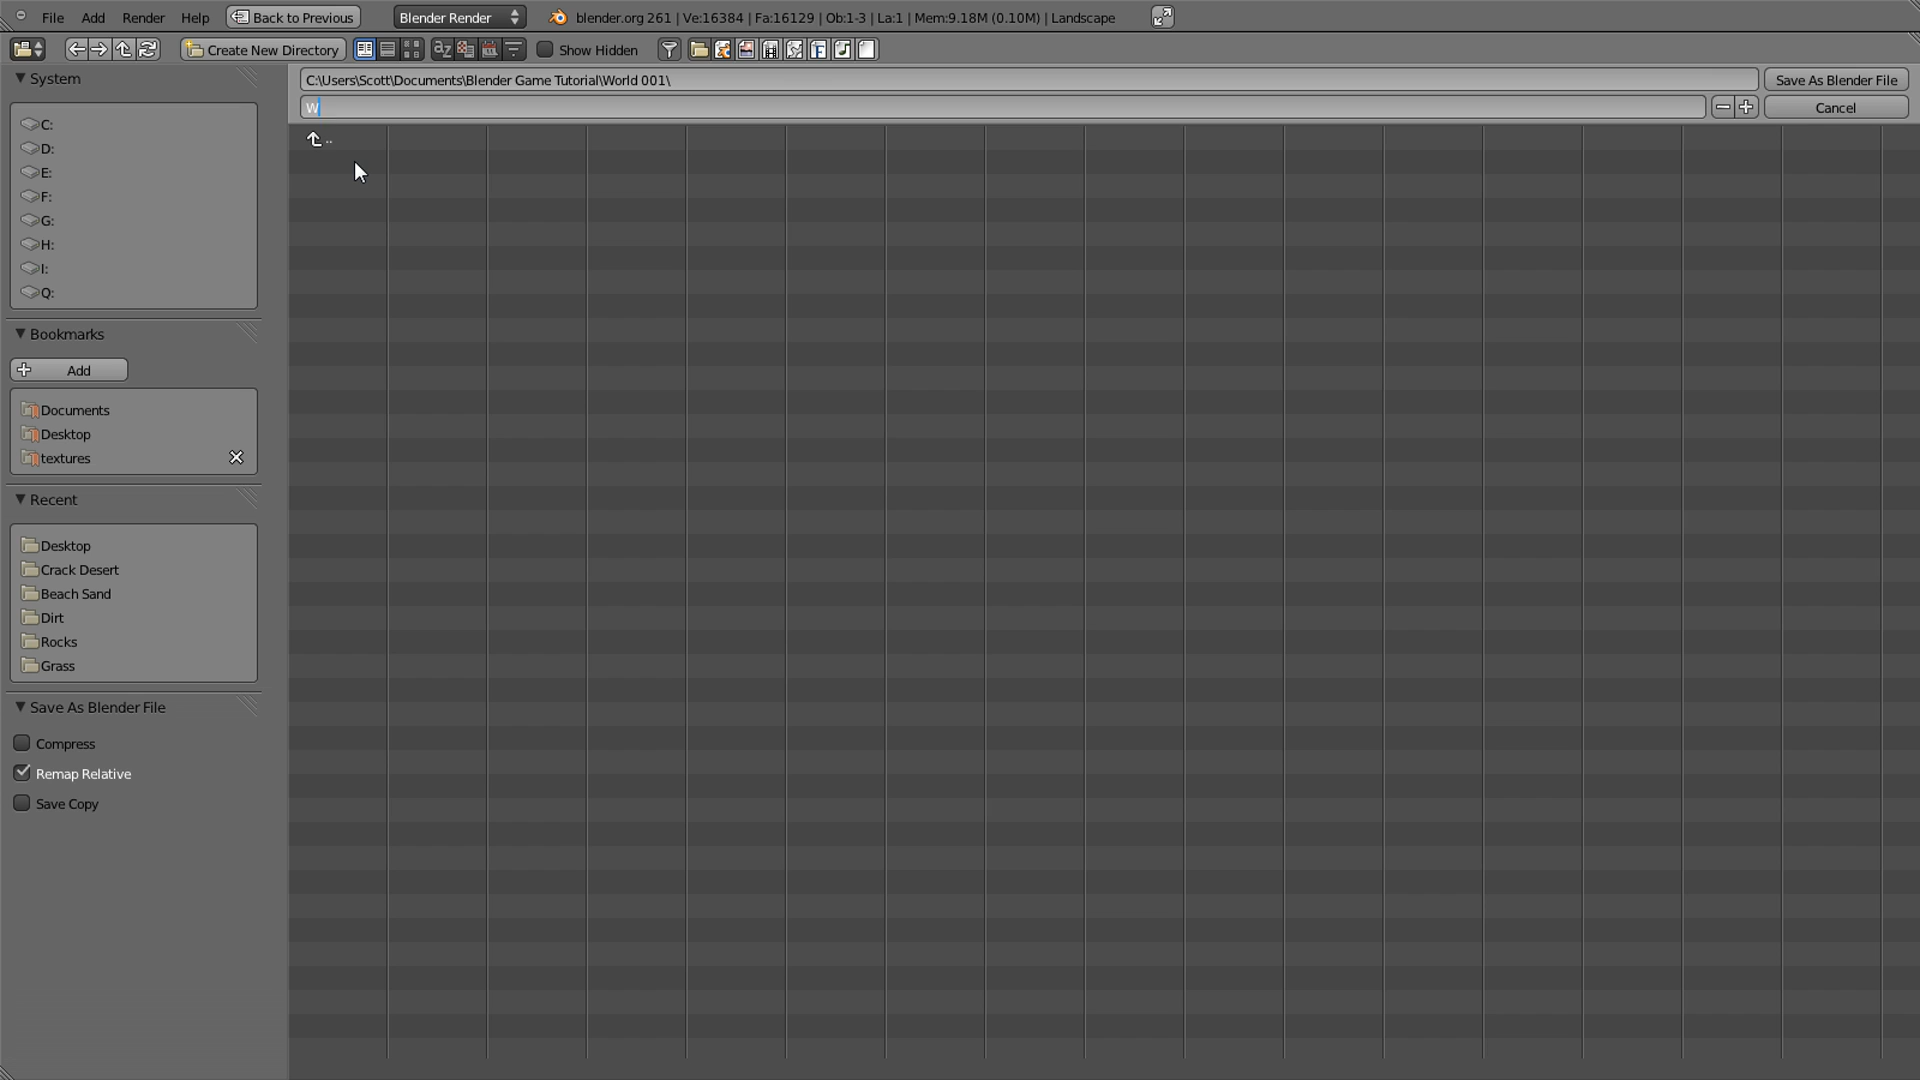 File Add Render Help Back to Previous Blender Render blender.org 261 | Ve:16384 | Fa:16129 | Ob:1-3 | La:1 | Mem:9.18M (0.10M) | Landscape
Create New Directory Show Hidden
System
C:\Users\Scott\Documents\Blender Game Tutorial\World 001\ Save As Blender File
W Cancel
..
C:
D:
E:
F:
G:
H:
I:
Q:
Bookmarks
Add
Documents
Desktop
textures
Recent
Desktop
Crack Desert
Beach Sand
Dirt
Rocks
Grass
Save As Blender File
Compress
Remap Relative
Save Copy